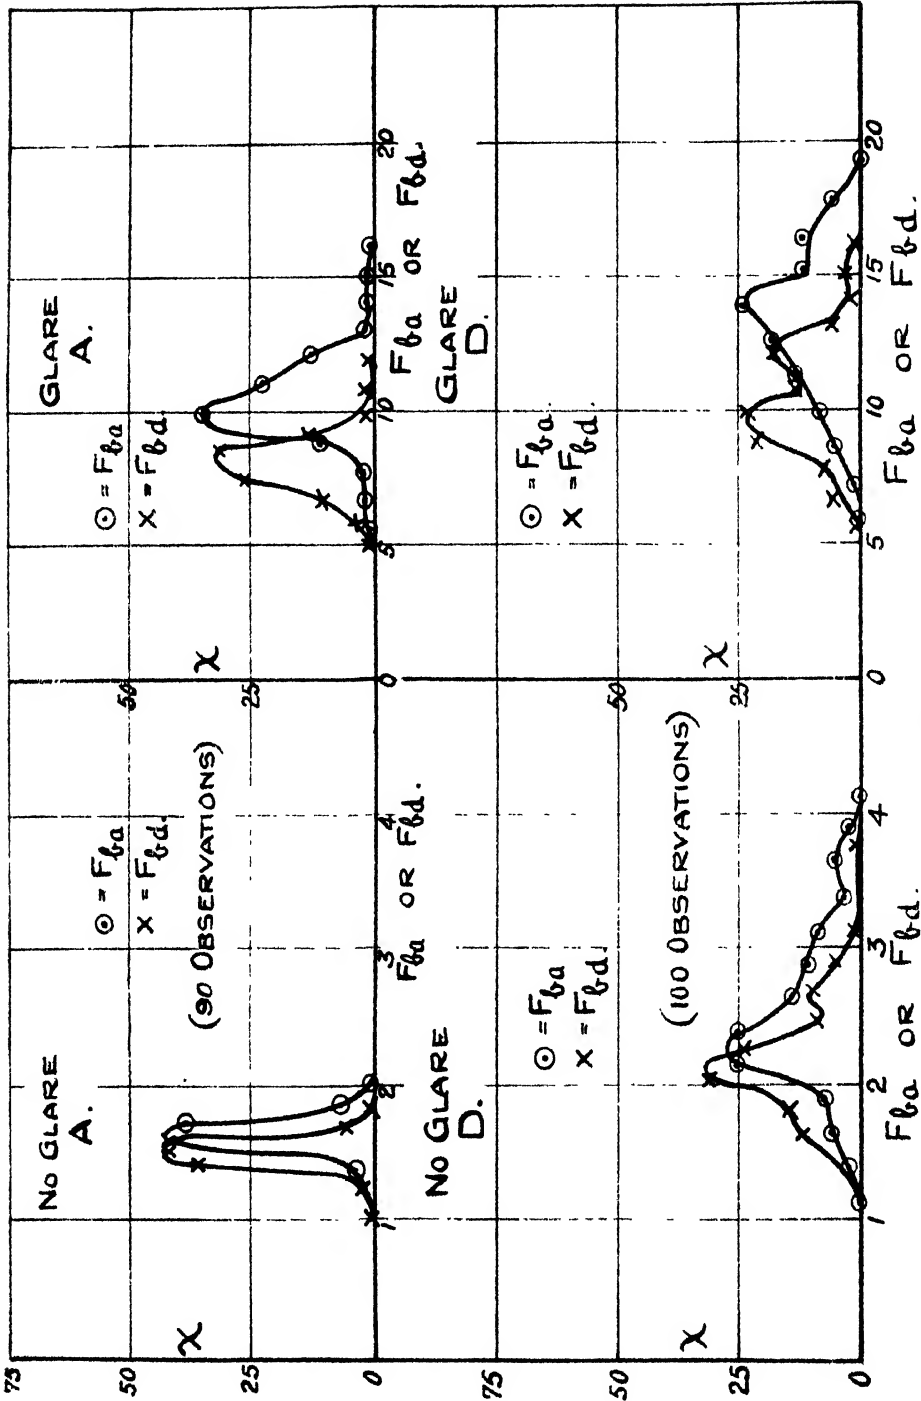 NO GLARE
A.
⊙ = Fba
× = Fbd.
(90 OBSERVATIONS)
χ
75
50
25
0
1
2
3
4
Fba OR Fbd.
GLARE
A.
⊙ = Fba
× = Fbd.
χ
50
25
0
5
10
15
20
Fba OR Fbd.
NO GLARE
D.
⊙ = Fba
× = Fbd.
(100 OBSERVATIONS)
χ
75
50
25
0
1
2
3
4
Fba OR Fbd.
GLARE
D.
⊙ = Fba.
× = Fbd.
χ
50
25
0
5
10
15
20
Fba OR Fbd.